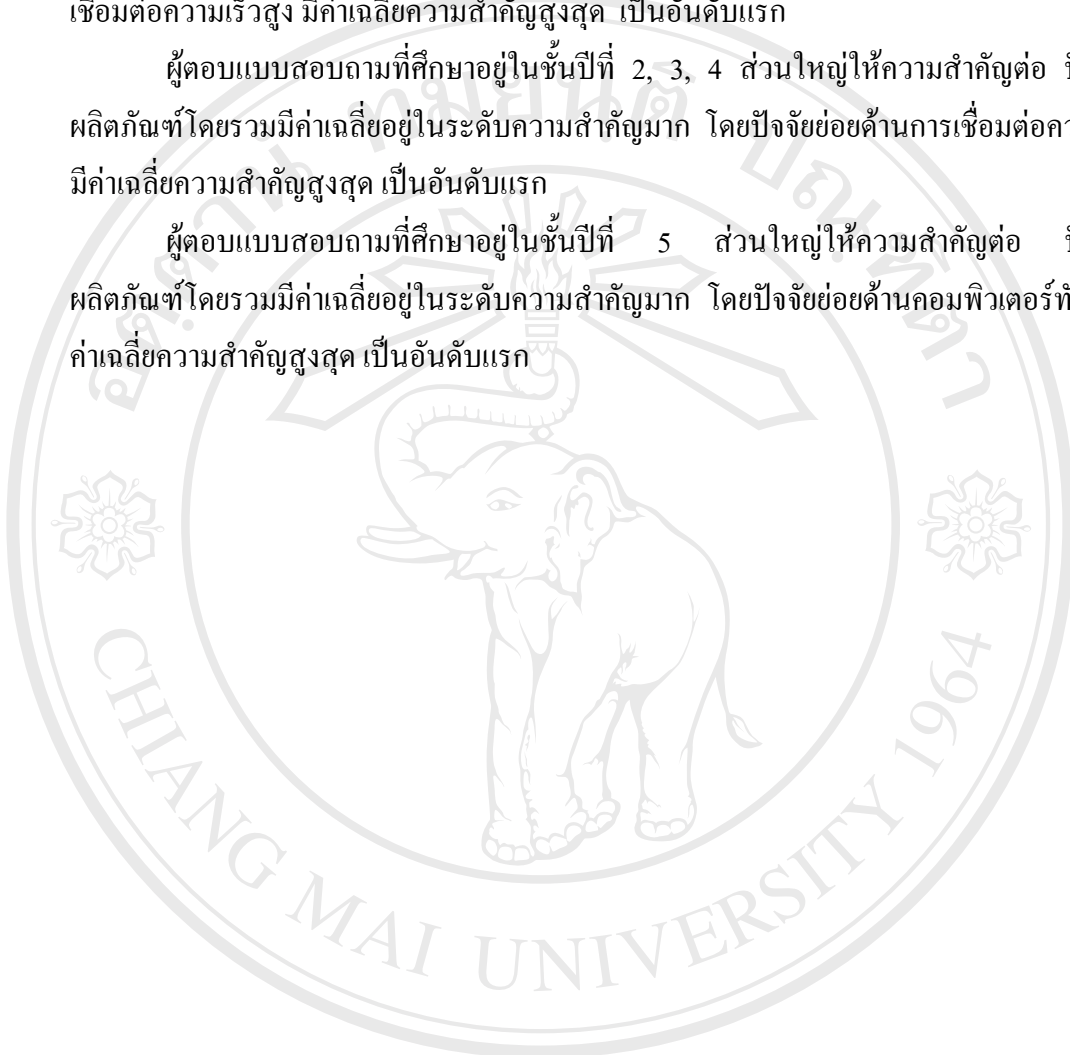 เชื่อมต่อความเร็วสูง มีค่าเฉลี่ยความสำคัญสูงสุด เป็นอันดับแรก
ผู้ตอบแบบสอบถามที่ศึกษาอยู่ในชั้นปีที่ 2, 3, 4 ส่วนใหญ่ให้ความสำคัญต่อ
ผลิตภัณฑ์โดยรวมมีค่าเฉลี่ยอยู่ในระดับความสำคัญมาก โดยปัจจัยย่อยด้านการเชื่อมต่อ
มีค่าเฉลี่ยความสำคัญสูงสุด เป็นอันดับแรก
ผู้ตอบแบบสอบถามที่ศึกษาอยู่ในชั้นปีที่ 5 ส่วนใหญ่ให้ความสำคัญต่อ
ผลิตภัณฑ์โดยรวมมีค่าเฉลี่ยอยู่ในระดับความสำคัญมาก โดยปัจจัยย่อยด้านคอมพิวเตอร์
ค่าเฉลี่ยความสำคัญสูงสุด เป็นอันดับแรก
CHIANG MAI UNIVERSITY 1964